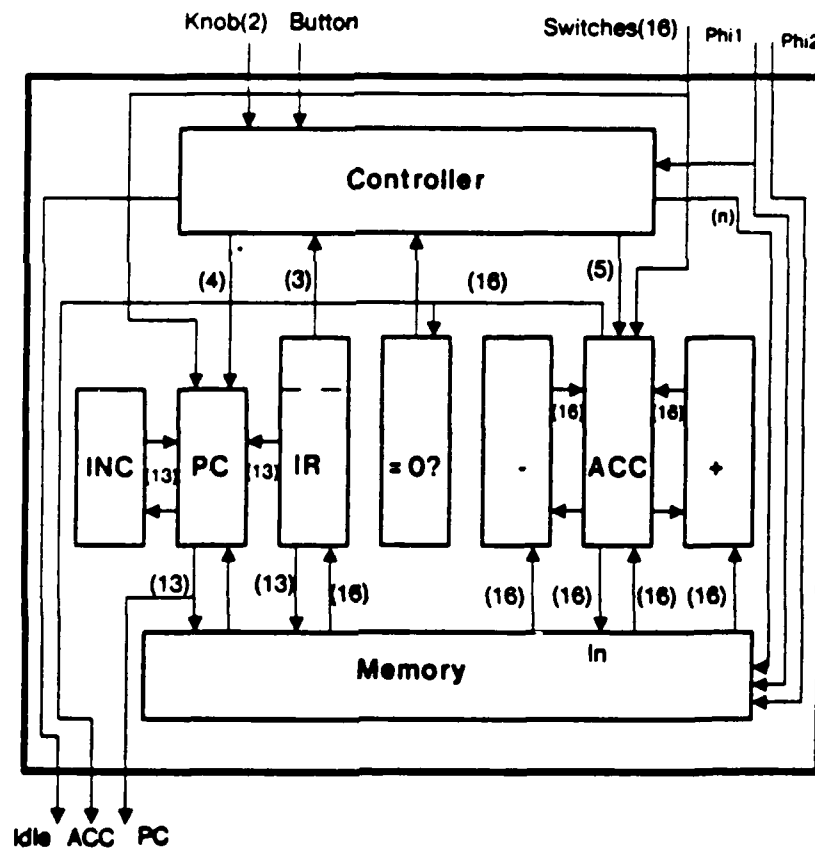 Knob(2) Button Switches(16) Phi1 Phi2
Controller
(n)
(4) (3) (16) (5)
(16) (16)
INC (13) PC (13) IR =0? - ACC +
(13) (13) (16) (16) (16) (16) (16)
In
Memory
Idle ACC PC